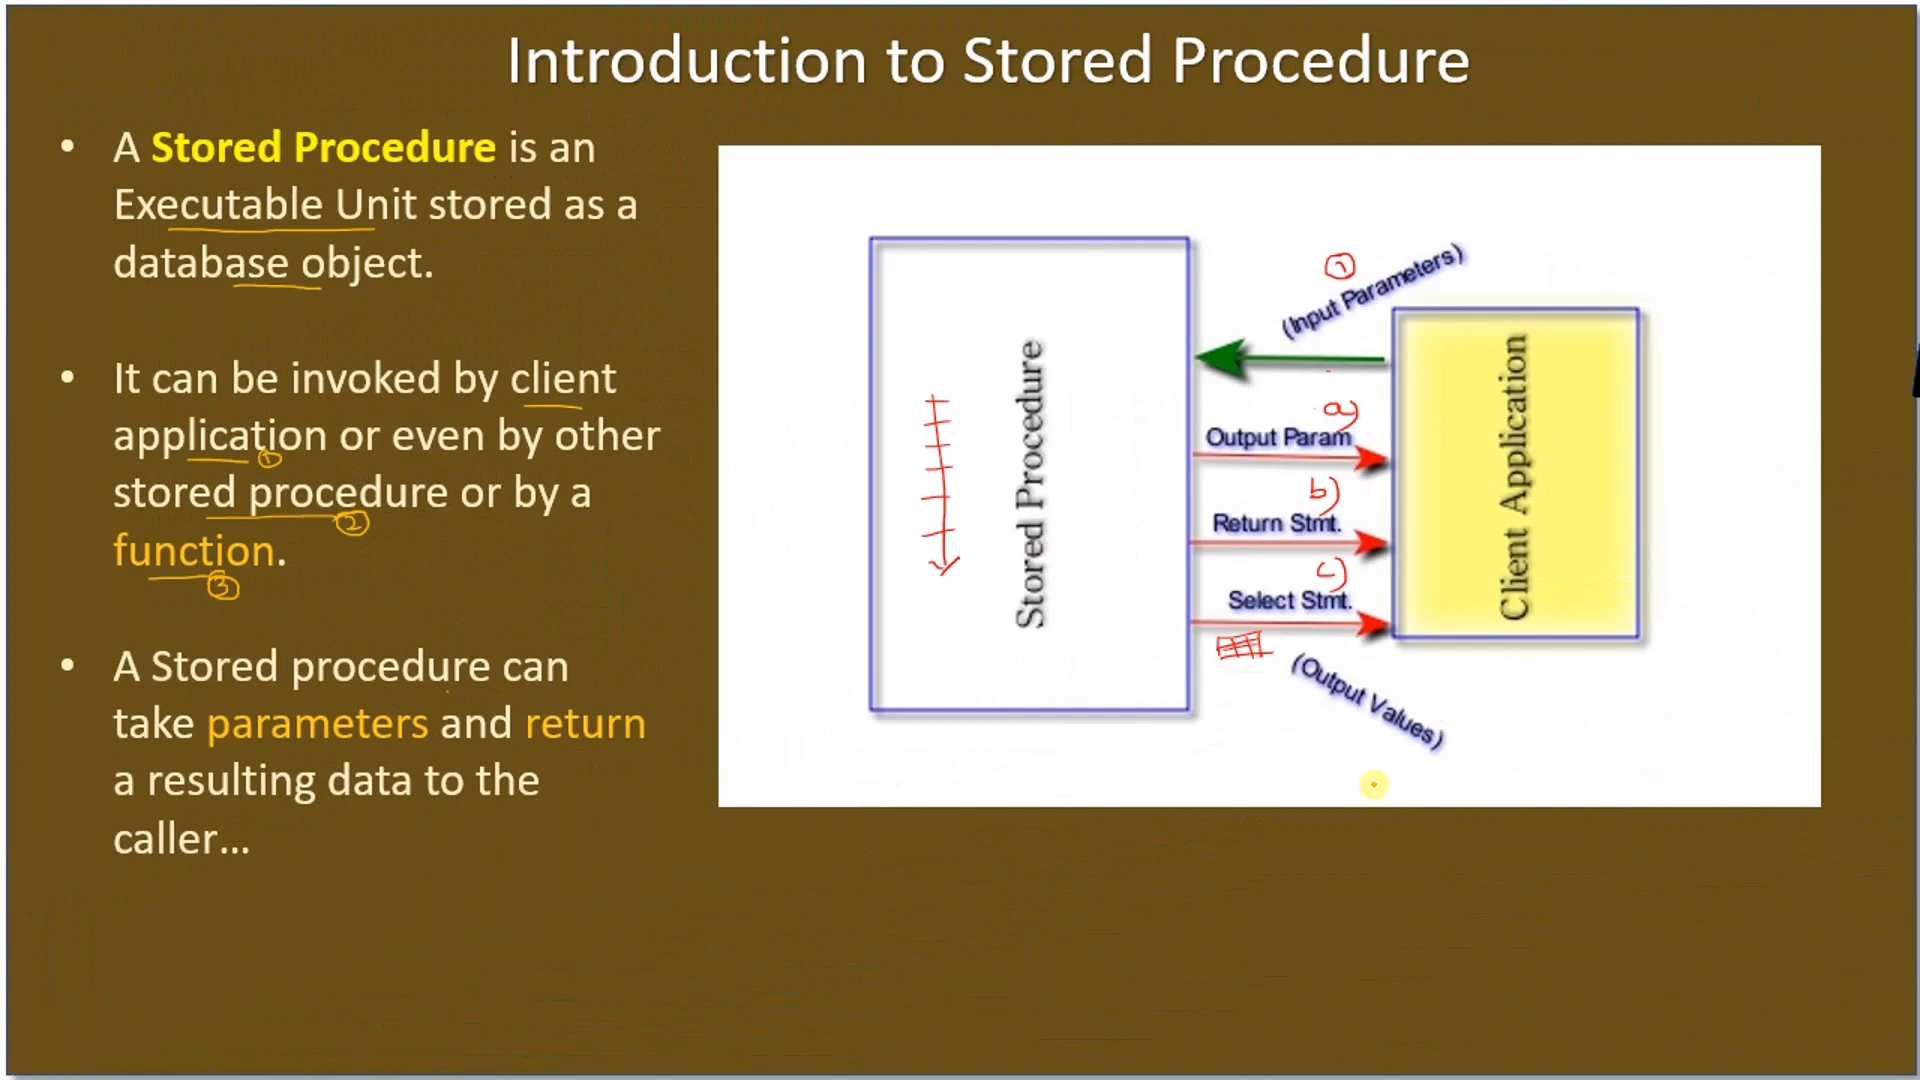 Introduction to Stored Procedure
• A Stored Procedure is an
Executable Unit stored as a
database object.
• It can be invoked by client
application or even by other
1
stored procedure or by a
2
function.
3
• A Stored procedure can
take parameters and return
a resulting data to the
caller...
Stored Procedure
1
(Input Parameters)
a)
Output Param
b)
Return Stmt.
c)
Select Stmt.
(Output Values)
Client Application